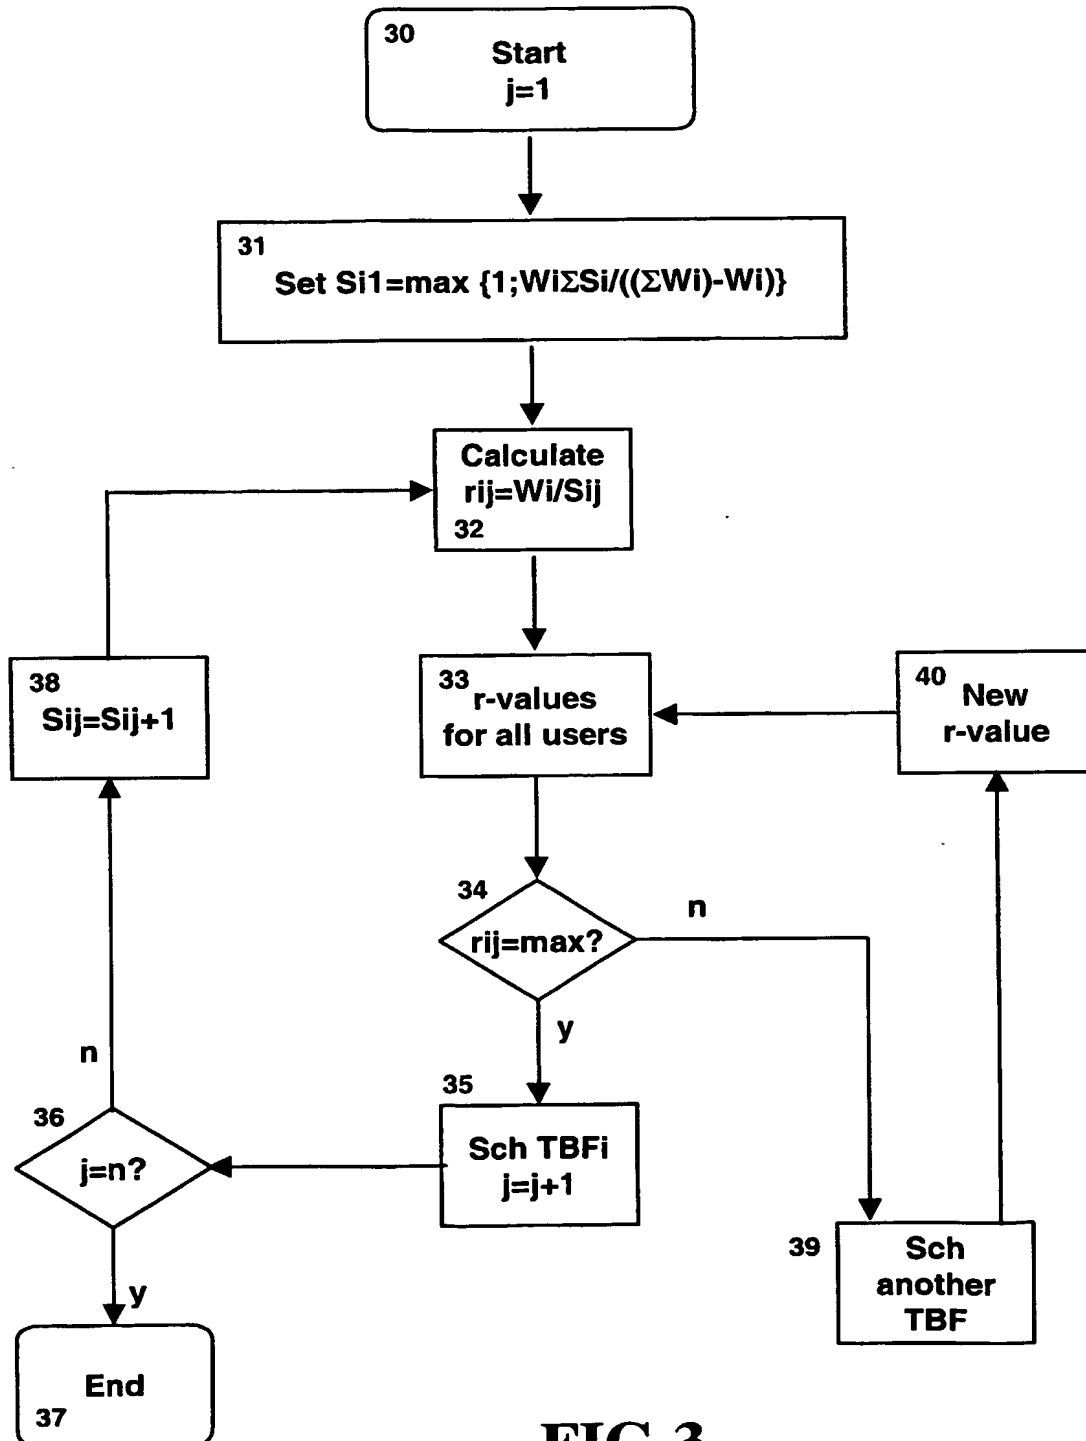 30
Start
j=1
31
Set Si1=max {1;WiΣSi/((ΣWi)-Wi)}
Calculate
rij=Wi/Sij
32
38
Sij=Sij+1
33
r-values
for all users
40
New
r-value
34
rij=max?
n
y
n
35
Sch TBFi
j=j+1
36
j=n?
y
39
Sch
another
TBF
End
37
FIG 3